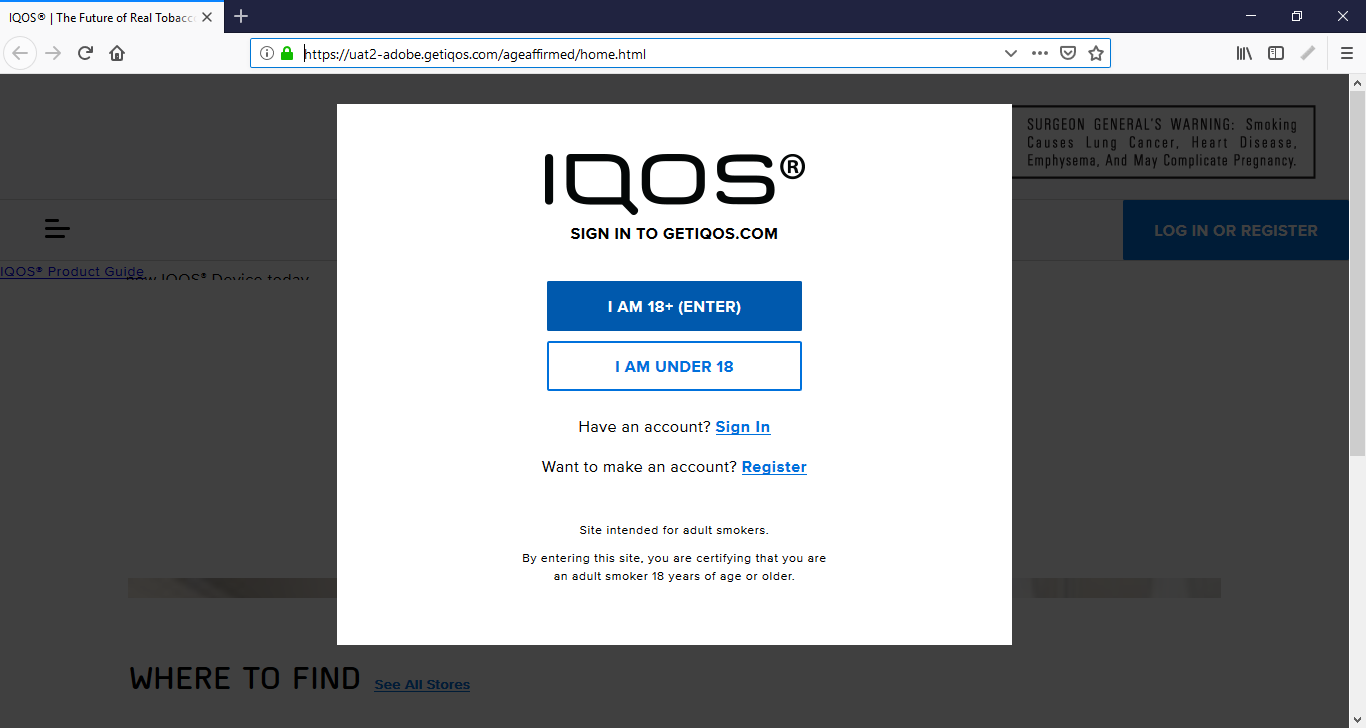 IQOS® | The Future of Real Tobacc
https://uat2-adobe.getiqos.com/ageaffirmed/home.html
SURGEON GENERAL'S WARNING: Smoking
Causes Lung Cancer, Heart Disease,
Emphysema, And May Complicate Pregnancy.
IQOS®
SIGN IN TO GETIQOS.COM
LOG IN OR REGISTER
IQOS® Product Guide
new IQOS® Device today
I AM 18+ (ENTER)
I AM UNDER 18
Have an account? Sign In
Want to make an account? Register
Site intended for adult smokers.
By entering this site, you are certifying that you are
an adult smoker 18 years of age or older.
WHERE TO FIND See All Stores